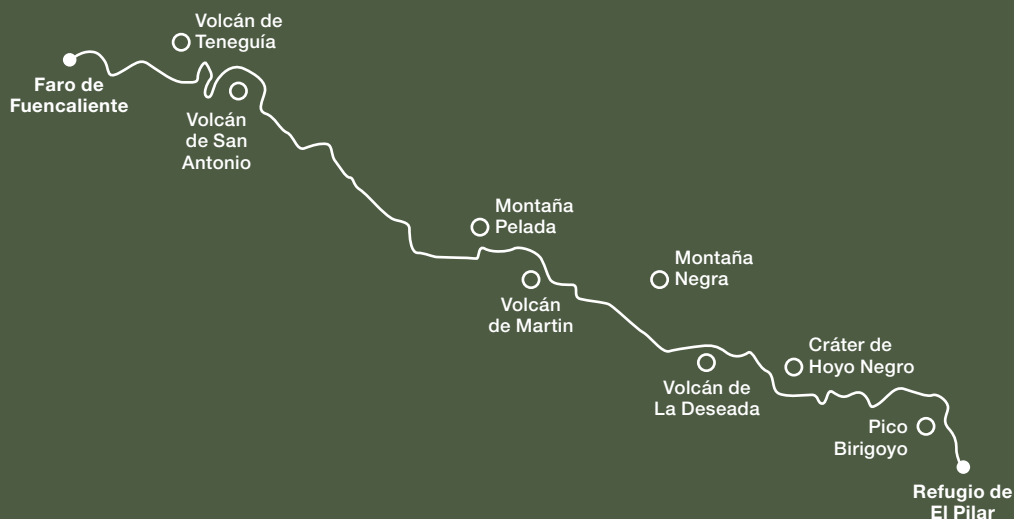 Volcán de
Teneguía
Faro de
Fuencaliente
Volcán
de San
Antonio
Montaña
Pelada
Montaña
Negra
Volcán
de Martin
Cráter de
Hoyo Negro
Volcán de
La Deseada
Pico
Birigoyo
Refugio de
El Pilar